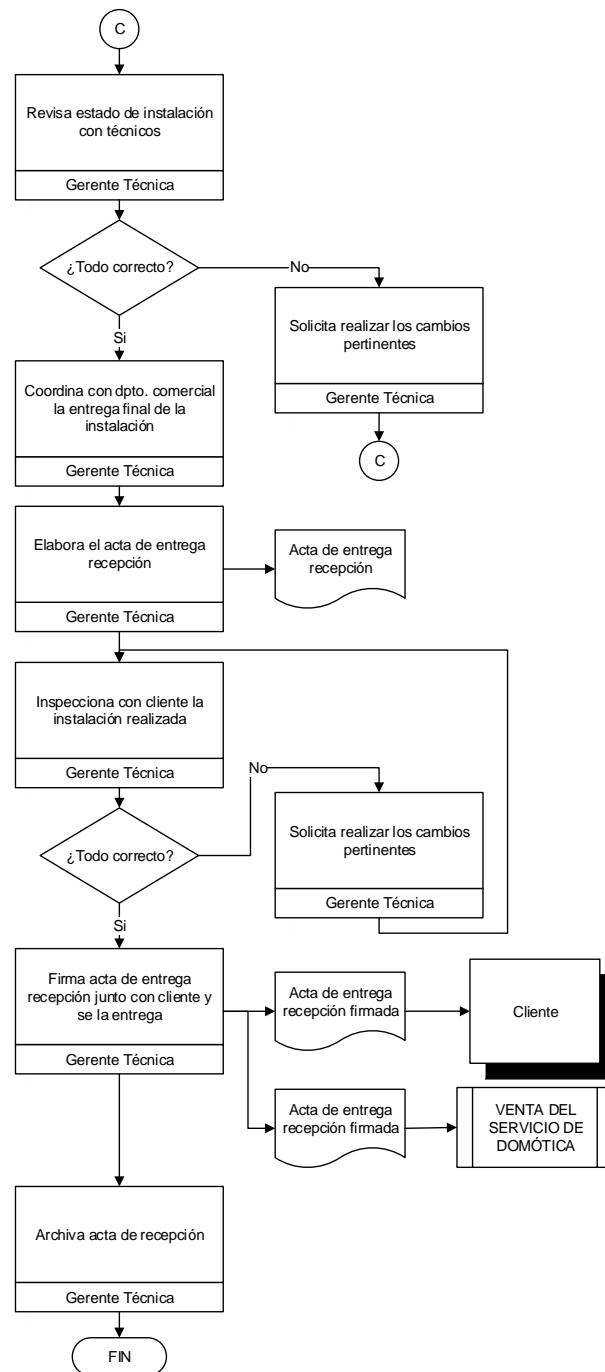 C
Revisa estado de instalación
con técnicos
Gerente Técnica
¿Todo correcto?
No
Si
Solicita realizar los cambios
pertinentes
Gerente Técnica
C
Coordina con dpto. comercial
la entrega final de la
instalación
Gerente Técnica
Elabora el acta de entrega
recepción
Gerente Técnica
Acta de entrega
recepción
Inspecciona con cliente la
instalación realizada
Gerente Técnica
¿Todo correcto?
No
Si
Solicita realizar los cambios
pertinentes
Gerente Técnica
Firma acta de entrega
recepción junto con cliente y
se la entrega
Gerente Técnica
Acta de entrega
recepción firmada
Cliente
Acta de entrega
recepción firmada
VENTA DEL
SERVICIO DE
DOMÓTICA
Archiva acta de recepción
Gerente Técnica
FIN